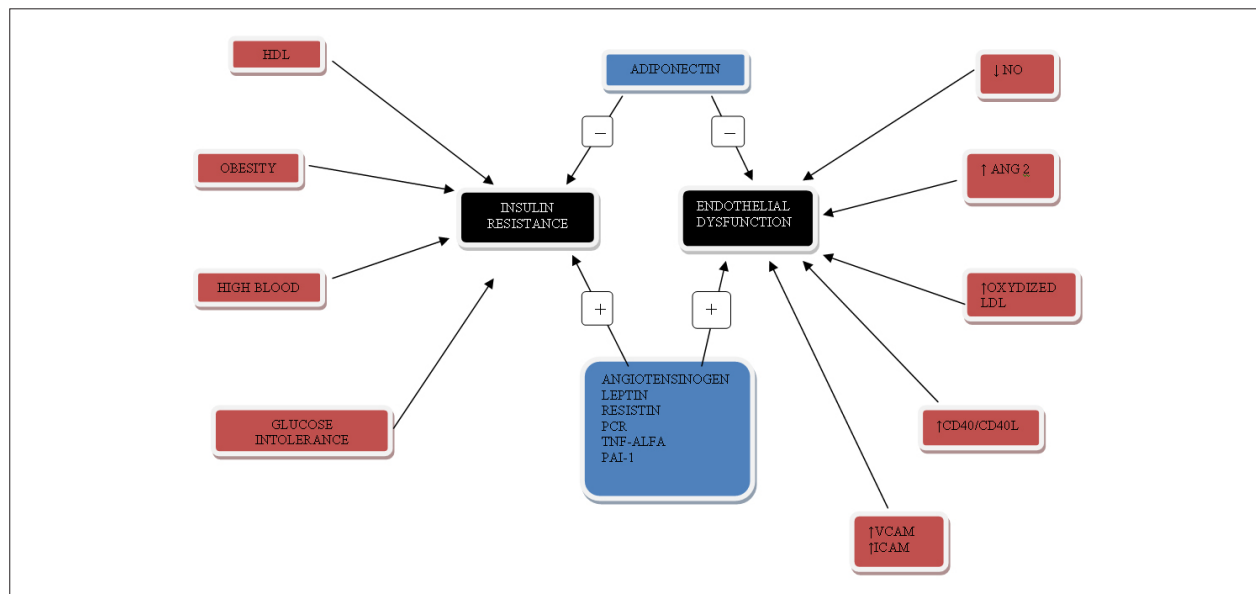 HDL
ADIPONECTIN
↓ NO
−
−
OBESITY
↑ ANG 2
INSULIN
RESISTANCE
ENDOTHELIAL
DYSFUNCTION
HIGH BLOOD
↑OXYDIZED
LDL
+
+
ANGIOTENSINOGEN
LEPTIN
RESISTIN
PCR
TNF-ALFA
PAI-1
GLUCOSE
INTOLERANCE
↑CD40/CD40L
↑VCAM
↑ICAM